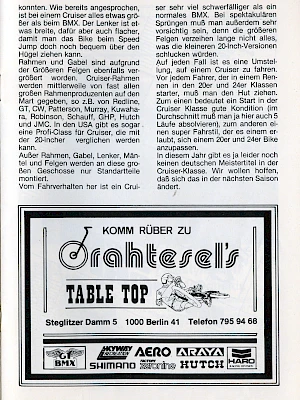 konnten. Wie bereits angesprochen,
ist bei einem Cruiser alles etwas grö-
ßer als beim BMX. Der Lenker ist et-
was breite, dafür aber auch flacher,
damit man das Bike beim Speed
Jump doch noch bequem über den
Hügel ziehen kann.
Rahmen und Gabel sind aufgrund
der Größeren Felgen ebenfalls ver-
größert worden. Cruiser-Rahmen
werden mittlerweile von fast allen
großen Rahmenproduzenten auf den
Mart gegeben, so z.B. von Redline,
GT, CW, Patterson, Murray, Kuwaha-
ra, Robinson, Schauff, GHP, Hutch
und JMC. In den USA gibt es sogar
eine Profi-Class für Cruiser, die mit
der 20-incher verglichen werden
kann.
Außer Rahmen, Gabel, Lenker, Män-
tel und Felgen werden an diese gro-
ßen Geschosse nur Standartteile
montiert.
Vom Fahrverhalten her ist ein Crui-
ser sehr viel schwerfälliger als ein
normales BMX. Bei spektakulären
Sprüngen muß man außerdem sehr
vorsichtig sein, denn die größeren
Felgen verzeihen lange nicht alles,
was die kleineren 20-Inch-Versionen
schlucken würden.
Auf jeden Fall ist es eine Umstel-
lung, auf einem Cruiser zu fahren.
Vor jedem Fahrer, der in einem Ren-
nen in den 20er und 24er Klassen
startet, muß man den Hut ziehen.
Zum einen bedeutet ein Start in der
Cruiser Klasse gute Kondition (im
Durchschnitt muß man ja hier auch 5
Läufe absolvieren), zum anderen ei-
nen super Fahrstil, der es einem er-
laubt, sich einem 20er und 24er Bike
anzupassen.
In diesem Jahr gibt es ja leider noch
keinen deutschen Meistertitel in der
Cruiser-Klasse. Wir wollen hoffen,
daß sich das in der nächsten Saison
ändert.
KOMM RÜBER ZU
Drahtesel's
TABLE TOP
Steglitzer Damm 5 1000 Berlin 41 Telefon 795 94 68
GT BMX
SKYWAY RECREATION
AERO
ARAYA
HARO
SHIMANO
FACTORY zeronine
HUTCH